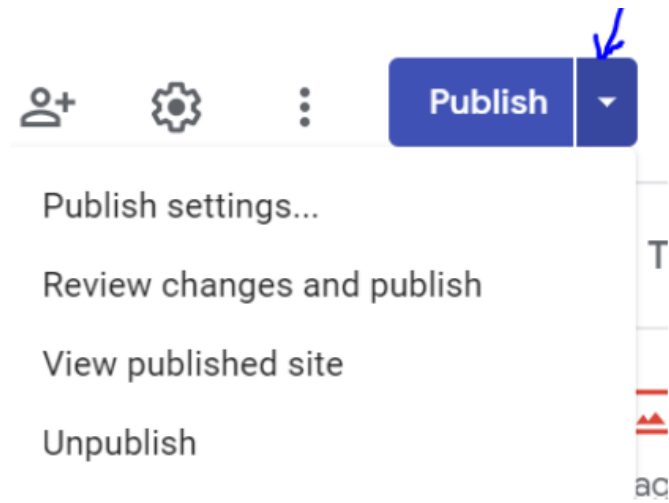 Publish
Publish settings...
T
Review changes and publish
View published site
Unpublish